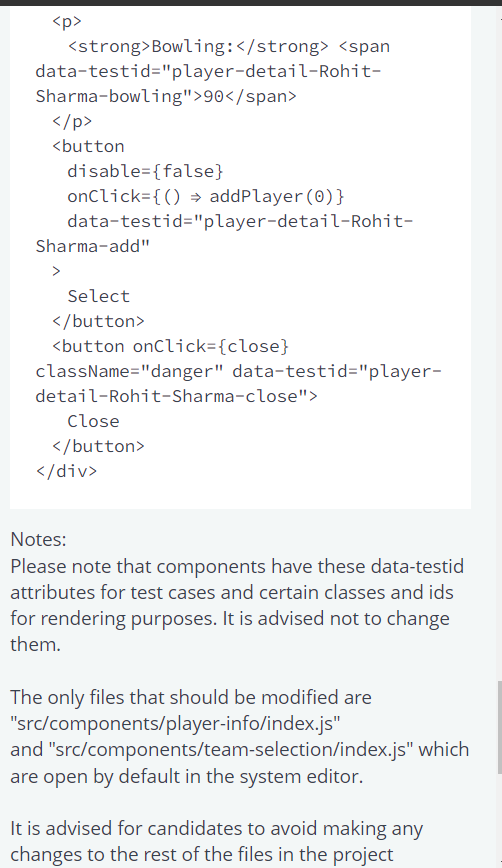 <p>
<strong>Bowling:</strong> <span
data-testid="player-detail-Rohit-
Sharma-bowling">90</span>
</p>
<button
disable={false}
onClick={() ⇒ addPlayer(0)}
data-testid="player-detail-Rohit-
Sharma-add"
>
Select
</button>
<button onClick={close}
className="danger" data-testid="player-
detail-Rohit-Sharma-close">
Close
</button>
</div>
Notes:
Please note that components have these data-testid
attributes for test cases and certain classes and ids
for rendering purposes. It is advised not to change
them.
The only files that should be modified are
"src/components/player-info/index.js"
and "src/components/team-selection/index.js" which
are open by default in the system editor.
It is advised for candidates to avoid making any
changes to the rest of the files in the project